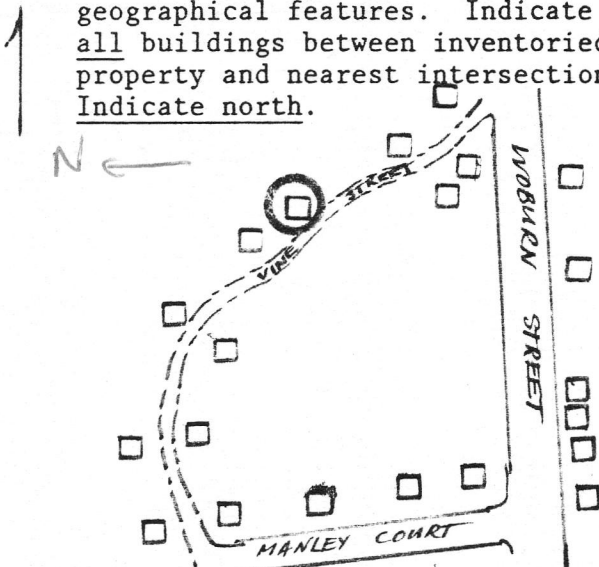 geographical features. Indicate
all buildings between inventoried
property and nearest intersection
Indicate north.
N
VINE STREET
WOBURN STREET
MANLEY COURT